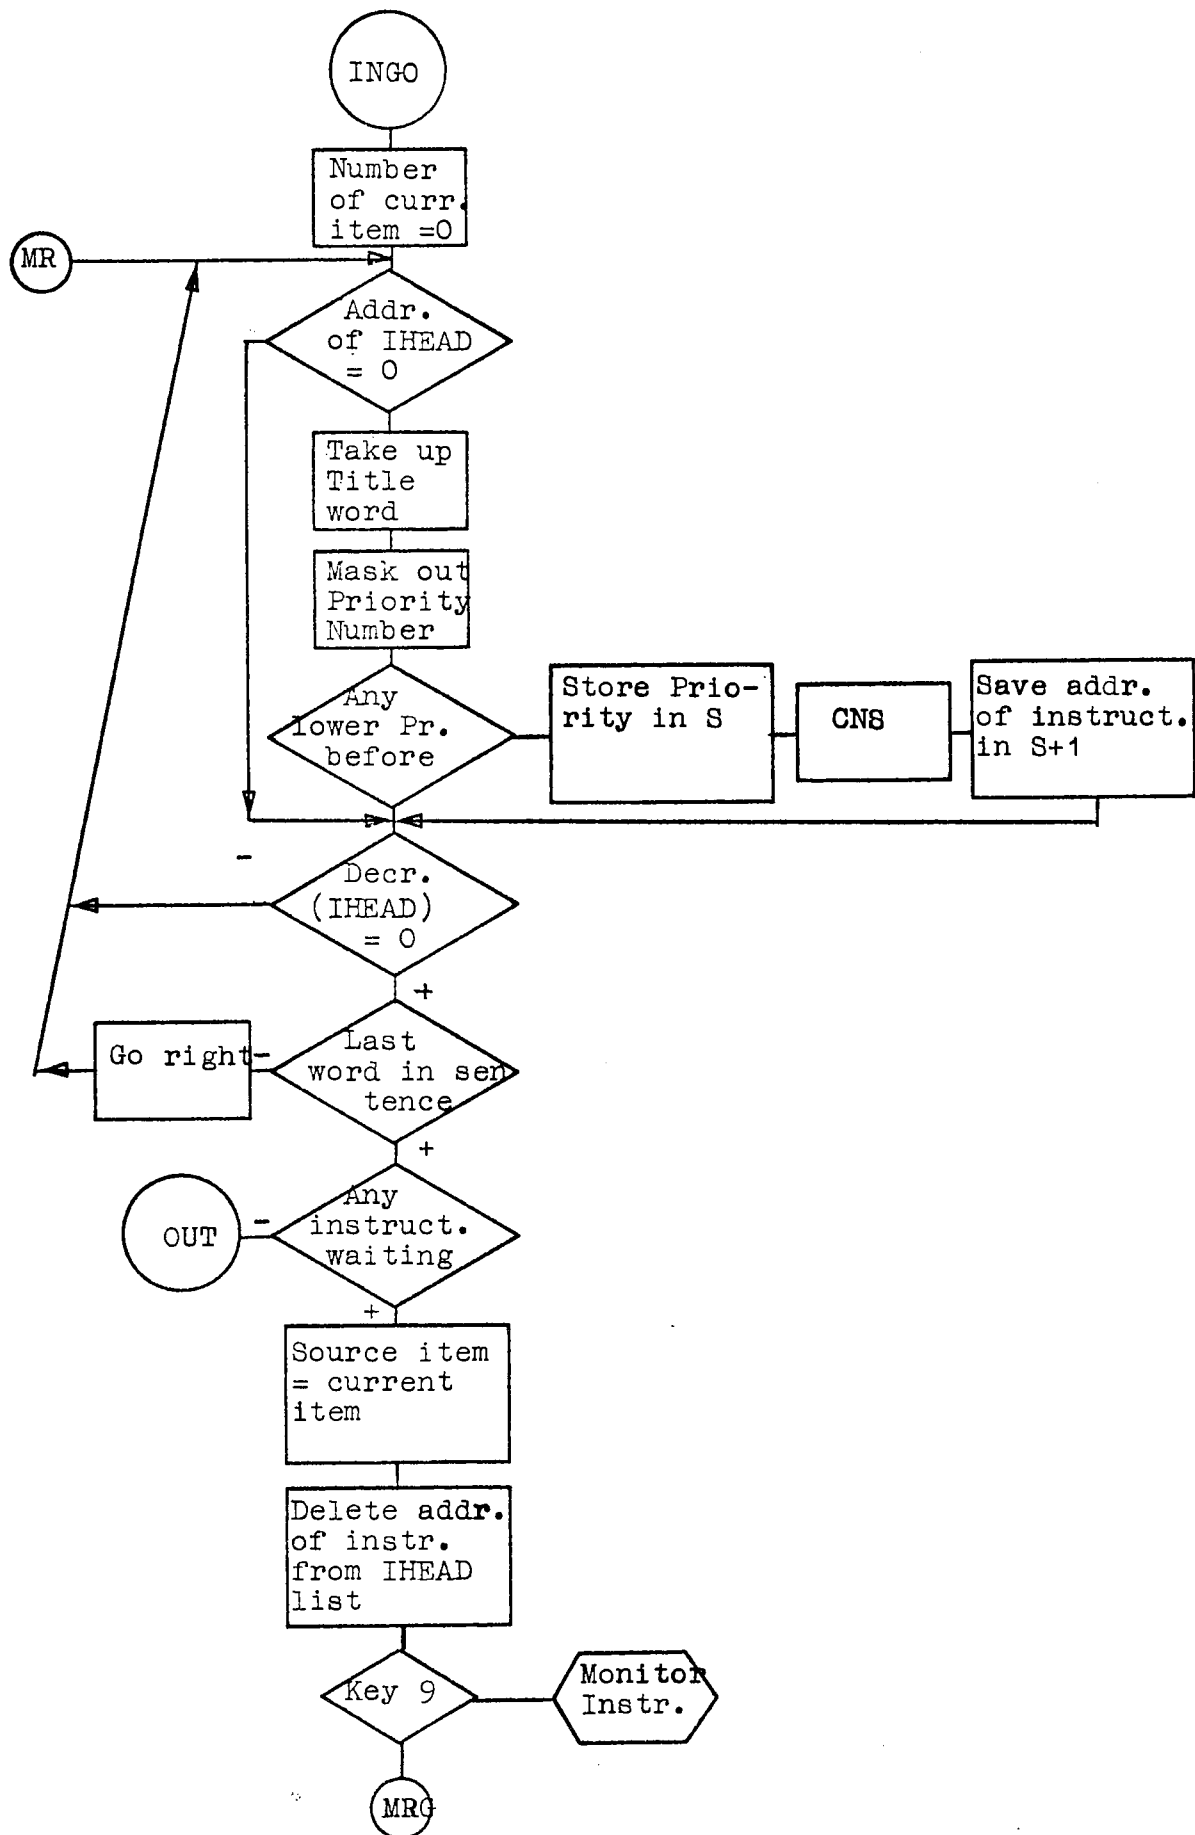 INGO
Number
of curr.
item =0
MR
Addr.
of IHEAD
= 0
Take up
Title
word
Mask out
Priority
Number
Any
lower Pr.
before
Store Prio-
rity in S
CNS
Save addr.
of instruct.
in S+1
-
Decr.
(IHEAD)
= 0
+
Go right
-
Last
word in sen
tence
+
OUT
-
Any
instruct.
waiting
+
Source item
= current
item
Delete addr.
of instr.
from IHEAD
list
Key 9
Monitor
Instr.
MRG